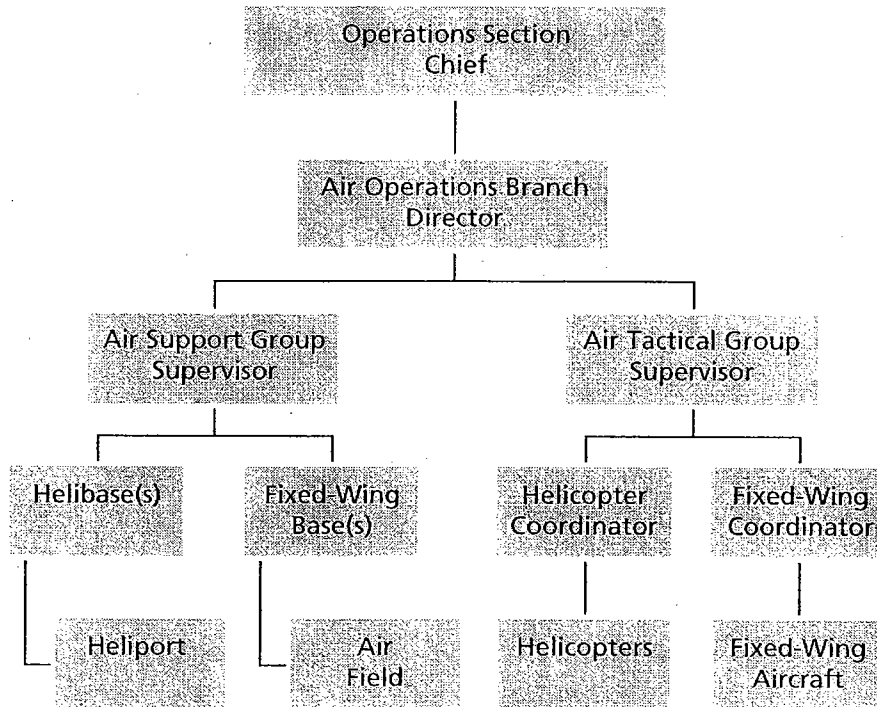 Operations Section
Chief
Air Operations Branch
Director
Air Support Group
Supervisor
Air Tactical Group
Supervisor
Helibase(s)
Fixed-Wing
Base(s)
Helicopter
Coordinator
Fixed-Wing
Coordinator
Heliport
Air
Field
Helicopters
Fixed-Wing
Aircraft